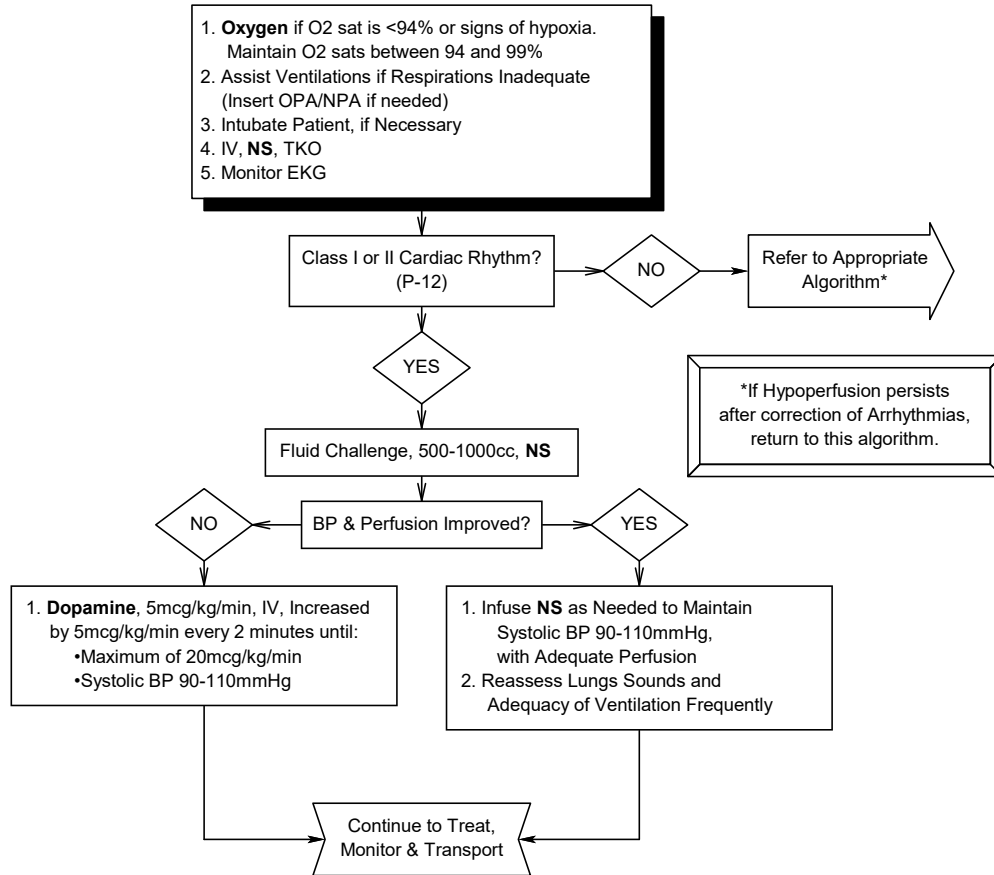 1. Oxygen if O2 sat is <94% or signs of hypoxia.
Maintain O2 sats between 94 and 99%
2. Assist Ventilations if Respirations Inadequate
(Insert OPA/NPA if needed)
3. Intubate Patient, if Necessary
4. IV, NS, TKO
5. Monitor EKG
Class I or II Cardiac Rhythm?
(P-12)
NO
Refer to Appropriate
Algorithm*
YES
*If Hypoperfusion persists
after correction of Arrhythmias,
return to this algorithm.
Fluid Challenge, 500-1000cc, NS
BP & Perfusion Improved?
NO
YES
1. Dopamine, 5mcg/kg/min, IV, Increased
by 5mcg/kg/min every 2 minutes until:
•Maximum of 20mcg/kg/min
•Systolic BP 90-110mmHg
1. Infuse NS as Needed to Maintain
Systolic BP 90-110mmHg,
with Adequate Perfusion
2. Reassess Lungs Sounds and
Adequacy of Ventilation Frequently
Continue to Treat,
Monitor & Transport